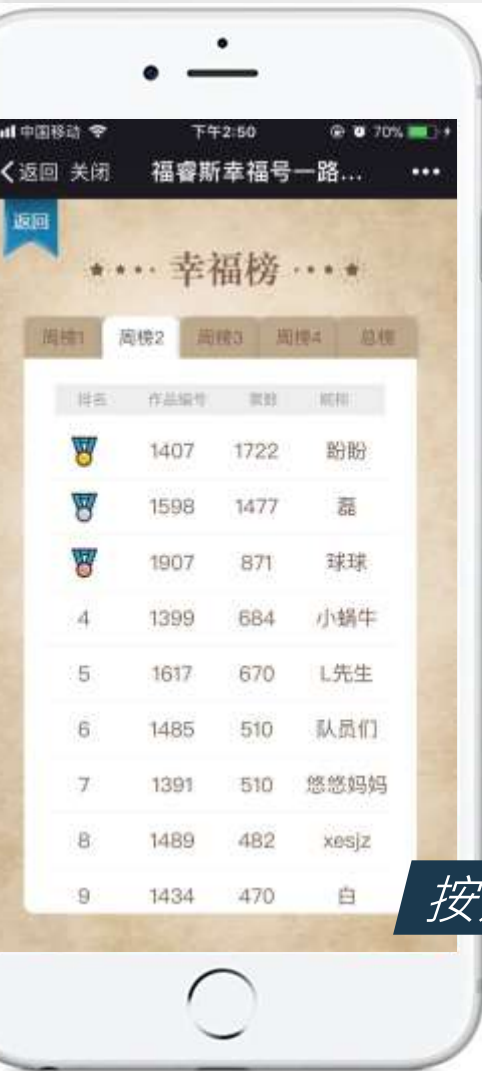 中国移动 下午2:50 70%
返回 关闭 福睿斯幸福号一路... •••
返回
幸福榜
周榜1 周榜2 周榜3 周榜4 总榜
排名 作品编号 票数 昵称
1407 1722 盼盼
1598 1477 磊
1907 871 球球
4 1399 684 小蜗牛
5 1617 670 L先生
6 1485 510 队员们
7 1391 510 悠悠妈妈
8 1489 482 xesjz
9 1434 470 白
按